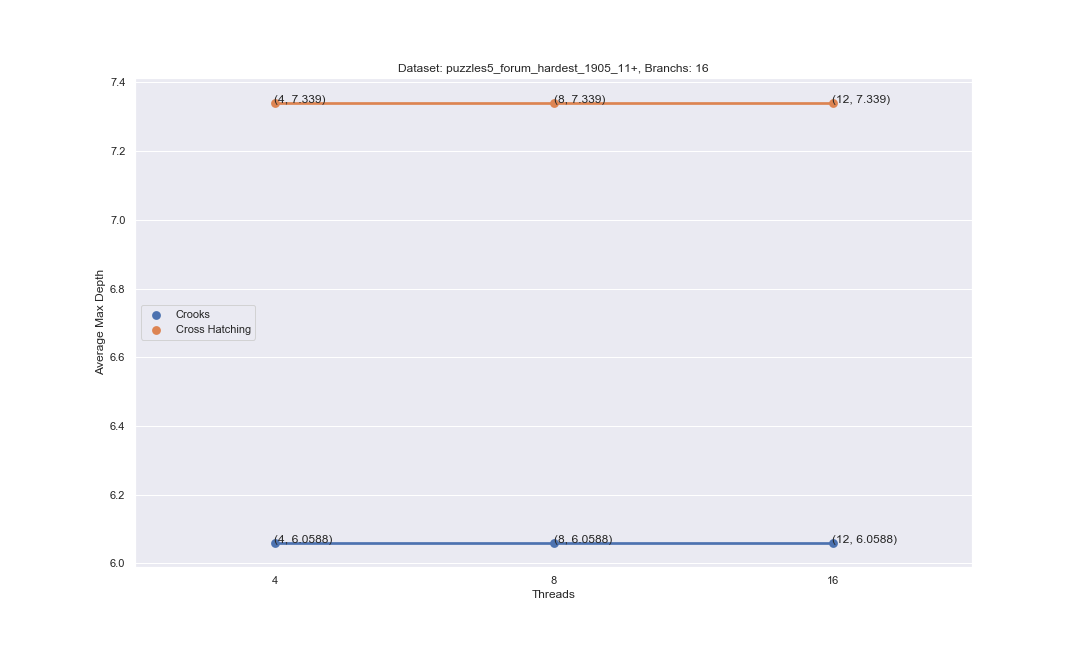 Dataset: puzzles5_forum_hardest_1905_11+, Branchs: 16
7.4
(4, 7.339) (8, 7.339) (12, 7.339)
7.2
7.0
6.8
Average Max Depth
Crooks
Cross Hatching
6.6
6.4
6.2
(4, 6.0588) (8, 6.0588) (12, 6.0588)
6.0
4 8 16
Threads